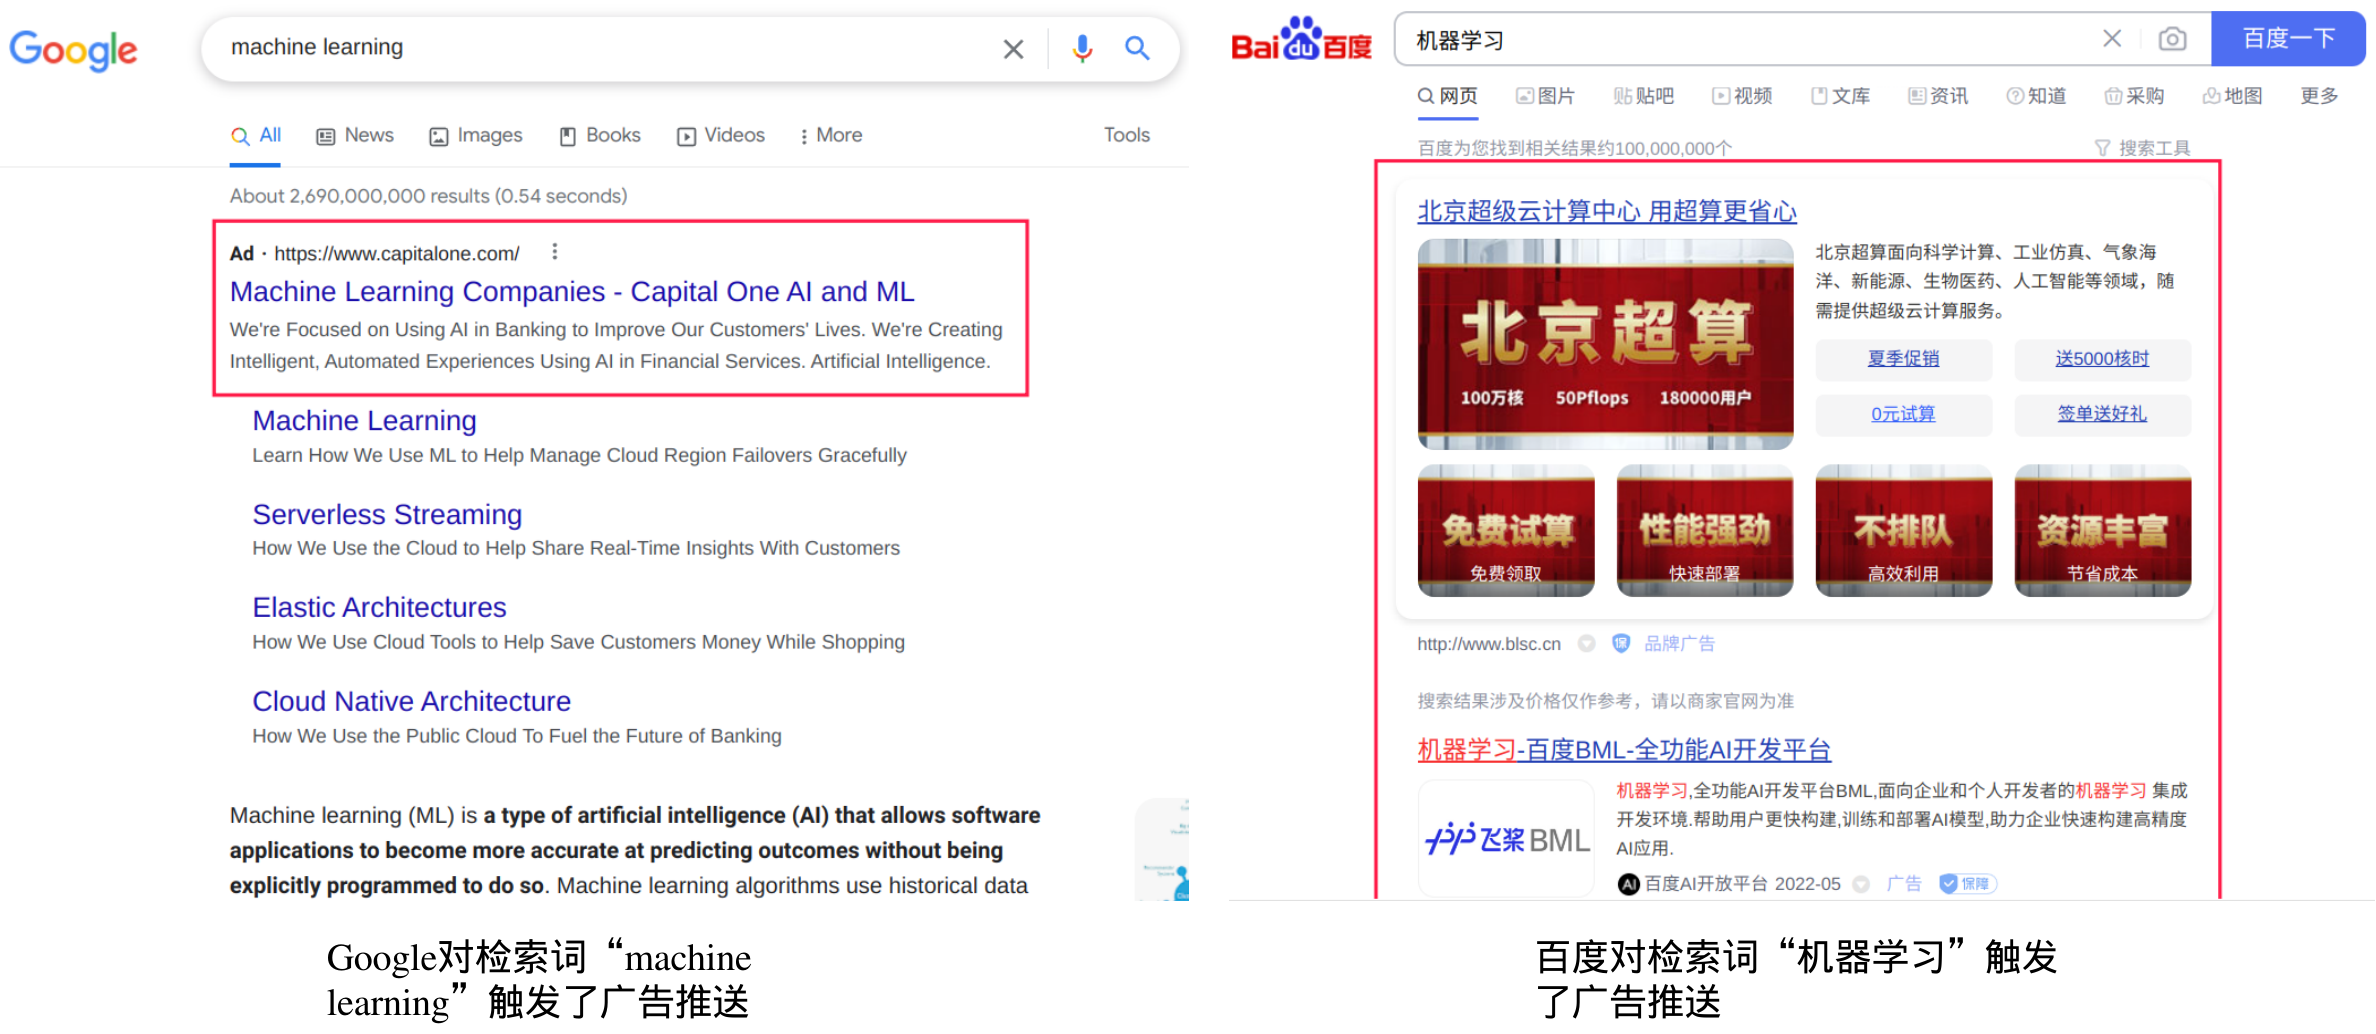 Google
machine learning
All News Images Books Videos More Tools
About 2,690,000,000 results (0.54 seconds)
Ad · https://www.capitalone.com/
Machine Learning Companies - Capital One AI and ML
We're Focused on Using AI in Banking to Improve Our Customers' Lives. We're Creating
Intelligent, Automated Experiences Using AI in Financial Services. Artificial Intelligence.
Machine Learning
Learn How We Use ML to Help Manage Cloud Region Failovers Gracefully
Serverless Streaming
How We Use the Cloud to Help Share Real-Time Insights With Customers
Elastic Architectures
How We Use Cloud Tools to Help Save Customers Money While Shopping
Cloud Native Architecture
How We Use the Public Cloud To Fuel the Future of Banking
Machine learning (ML) is a type of artificial intelligence (AI) that allows software
applications to become more accurate at predicting outcomes without being
explicitly programmed to do so. Machine learning algorithms use historical data
Google对检索词“machine
learning”触发了广告推送
Bai du 百度
机器学习
百度一下
网页 图片 贴吧 视频 文库 资讯 知道 采购 地图 更多
百度为您找到相关结果约100,000,000个
搜索工具
北京超级云计算中心 用超算更省心
北京超算
100万核 50Pflops 180000用户
北京超算面向科学计算、工业仿真、气象海
洋、新能源、生物医药、人工智能等领域，随
需提供超级云计算服务。
夏季促销 送5000核时
0元试算 签单送好礼
免费试算 性能强劲 不排队 资源丰富
免费领取 快速部署 高效利用 节省成本
http://www.blsc.cn 保 品牌广告
搜索结果涉及价格仅作参考，请以商家官网为准
机器学习-百度BML-全功能AI开发平台
飞桨 BML
机器学习,全功能AI开发平台BML,面向企业和个人开发者的机器学习 集成
开发环境.帮助用户更快构建,训练和部署AI模型,助力企业快速构建高精度
AI应用.
AI 百度AI开放平台 2022-05 广告 保障
百度对检索词“机器学习”触发
了广告推送